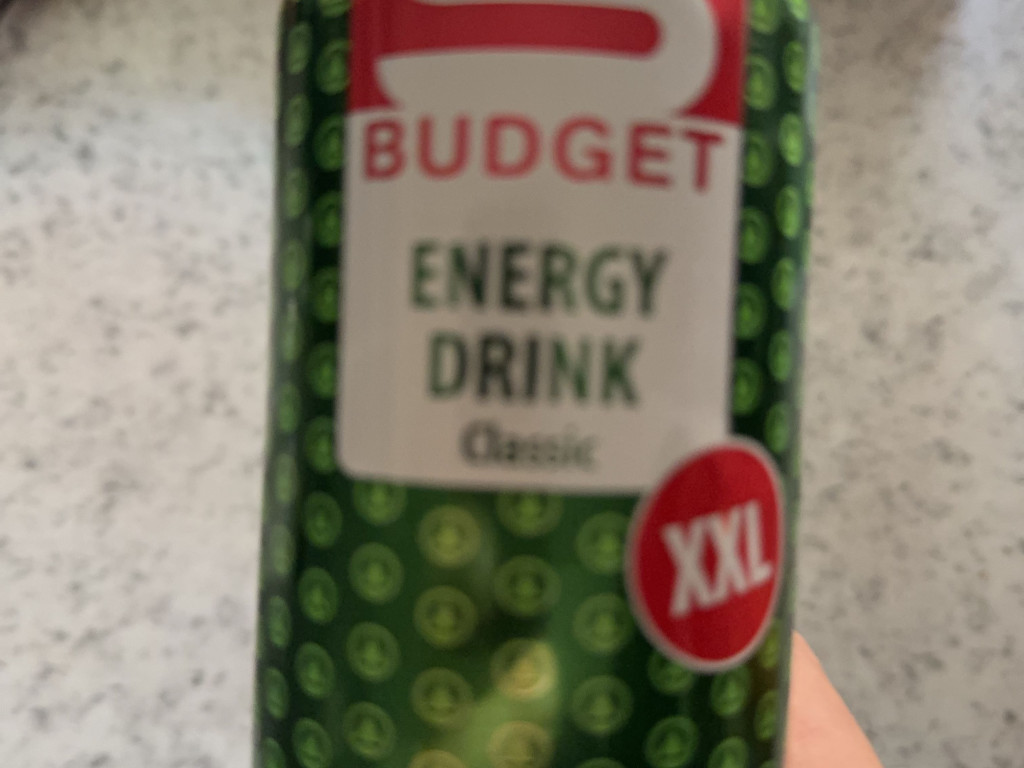 BUDGET
ENERGY
DRINK
Classic
XXL